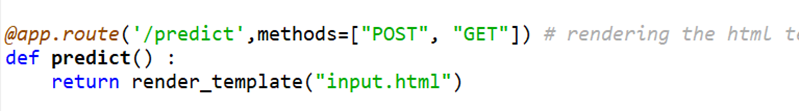 @app.route('/predict',methods=["POST", "GET"]) # rendering the html
def predict() :
return render_template("input.html")